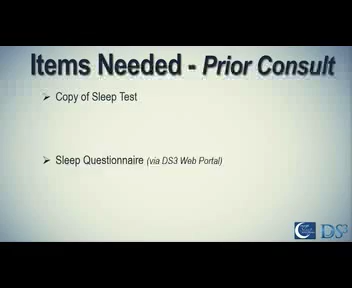 Items Needed - Prior Consult
➢ Copy of Sleep Test
➢ Sleep Questionnaire (via DS3 Web Portal)
DS3